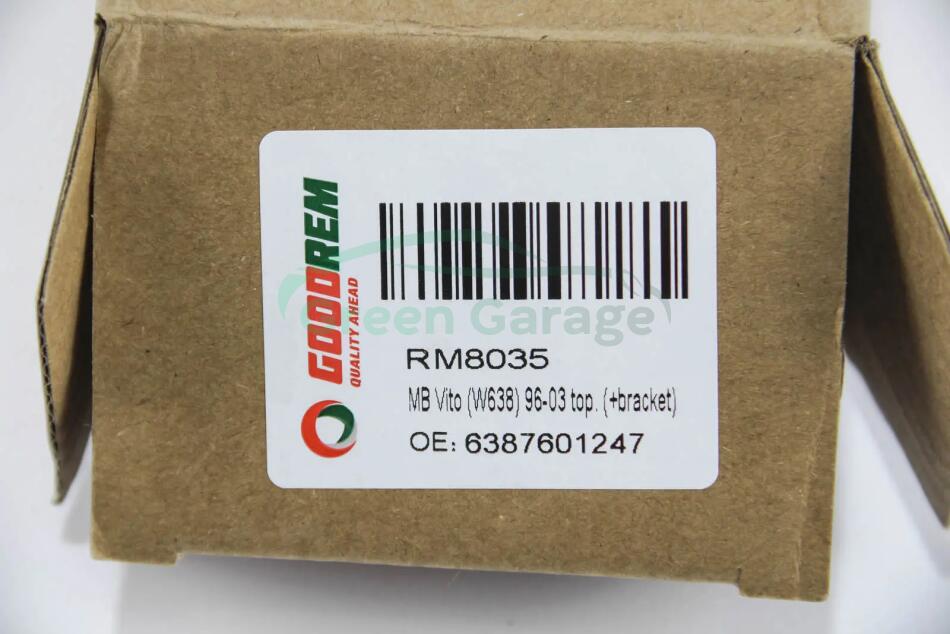 GOODREM
QUALITY AHEAD
Green Garage
RM8035
MB Vito (W638) 96-03 top. (+bracket)
OE: 6387601247